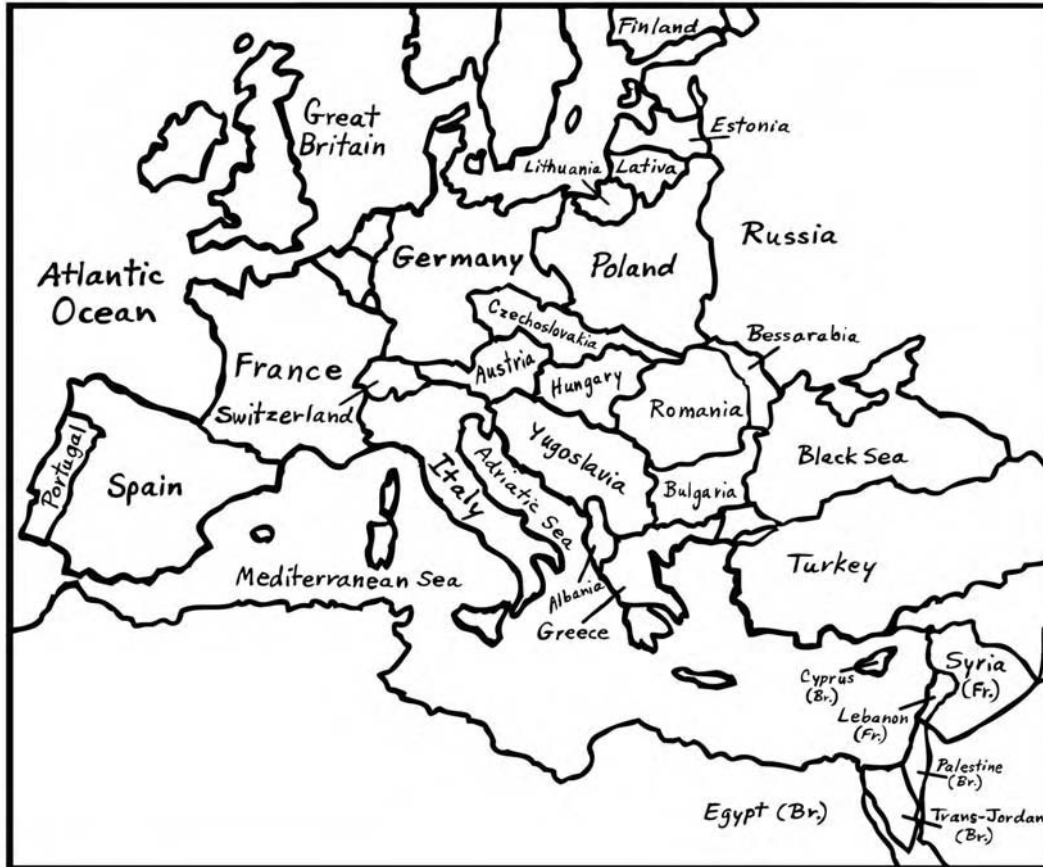 Finland
Great
Britain
Estonia
Lithuania
Lativa
Russia
Germany
Poland
Atlantic
Ocean
Czechoslovakia
Bessarabia
France
Austria
Hungary
Switzerland
Romania
Portugal
Spain
Italy
Adriatic Sea
Yugoslavia
Bulgaria
Black Sea
Mediterranean Sea
Albania
Greece
Turkey
Cyprus
(Br.)
Syria
(Fr.)
Lebanon
(Fr.)
Palestine
(Br.)
Egypt (Br.)
Trans-Jordan
(Br.)